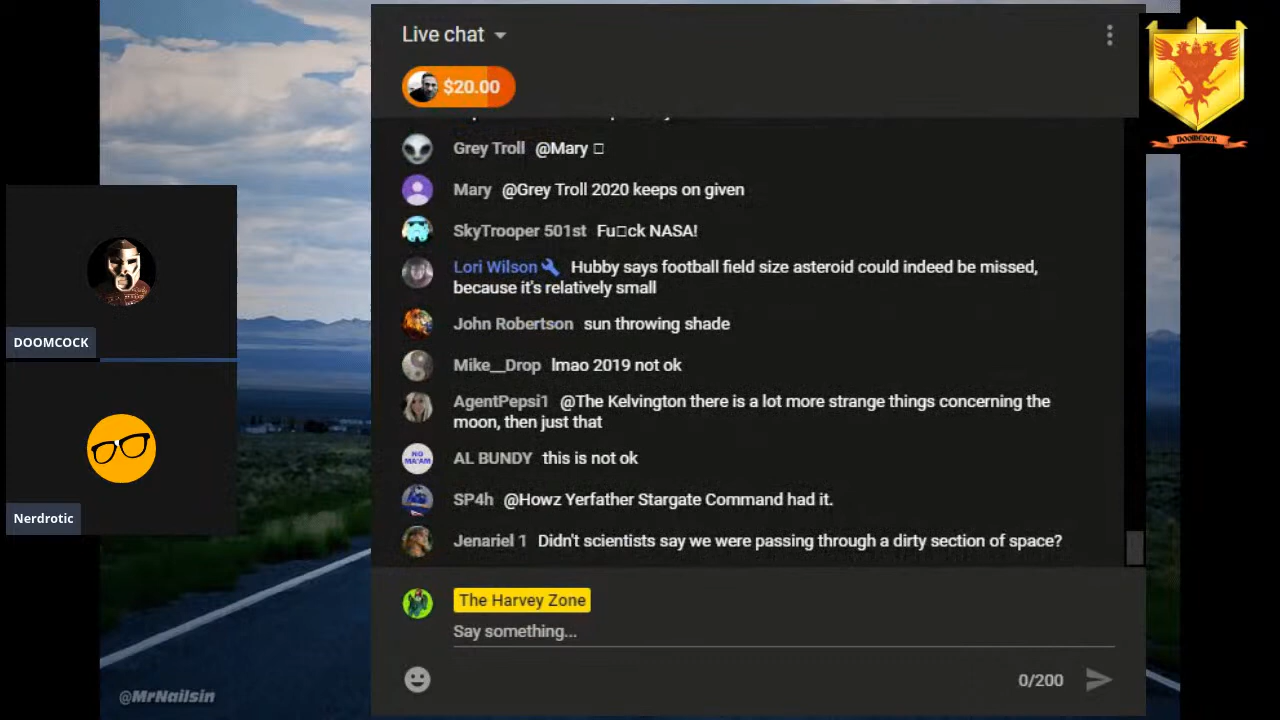 Live chat
$20.00
Grey Troll @Mary □
Mary @Grey Troll 2020 keeps on given
SkyTrooper 501st Fu□ck NASA!
Lori Wilson Hubby says football field size asteroid could indeed be missed,
because it's relatively small
John Robertson sun throwing shade
Mike__Drop lmao 2019 not ok
AgentPepsi1 @The Kelvington there is a lot more strange things concerning the
moon, then just that
NO
MA'AM
AL BUNDY this is not ok
SP4h @Howz Yerfather Stargate Command had it.
Jenariel 1 Didn't scientists say we were passing through a dirty section of space?
The Harvey Zone
Say something...
0/200
DOOMCOCK
Nerdrotic
@MrNailsin
DOOMCOCK